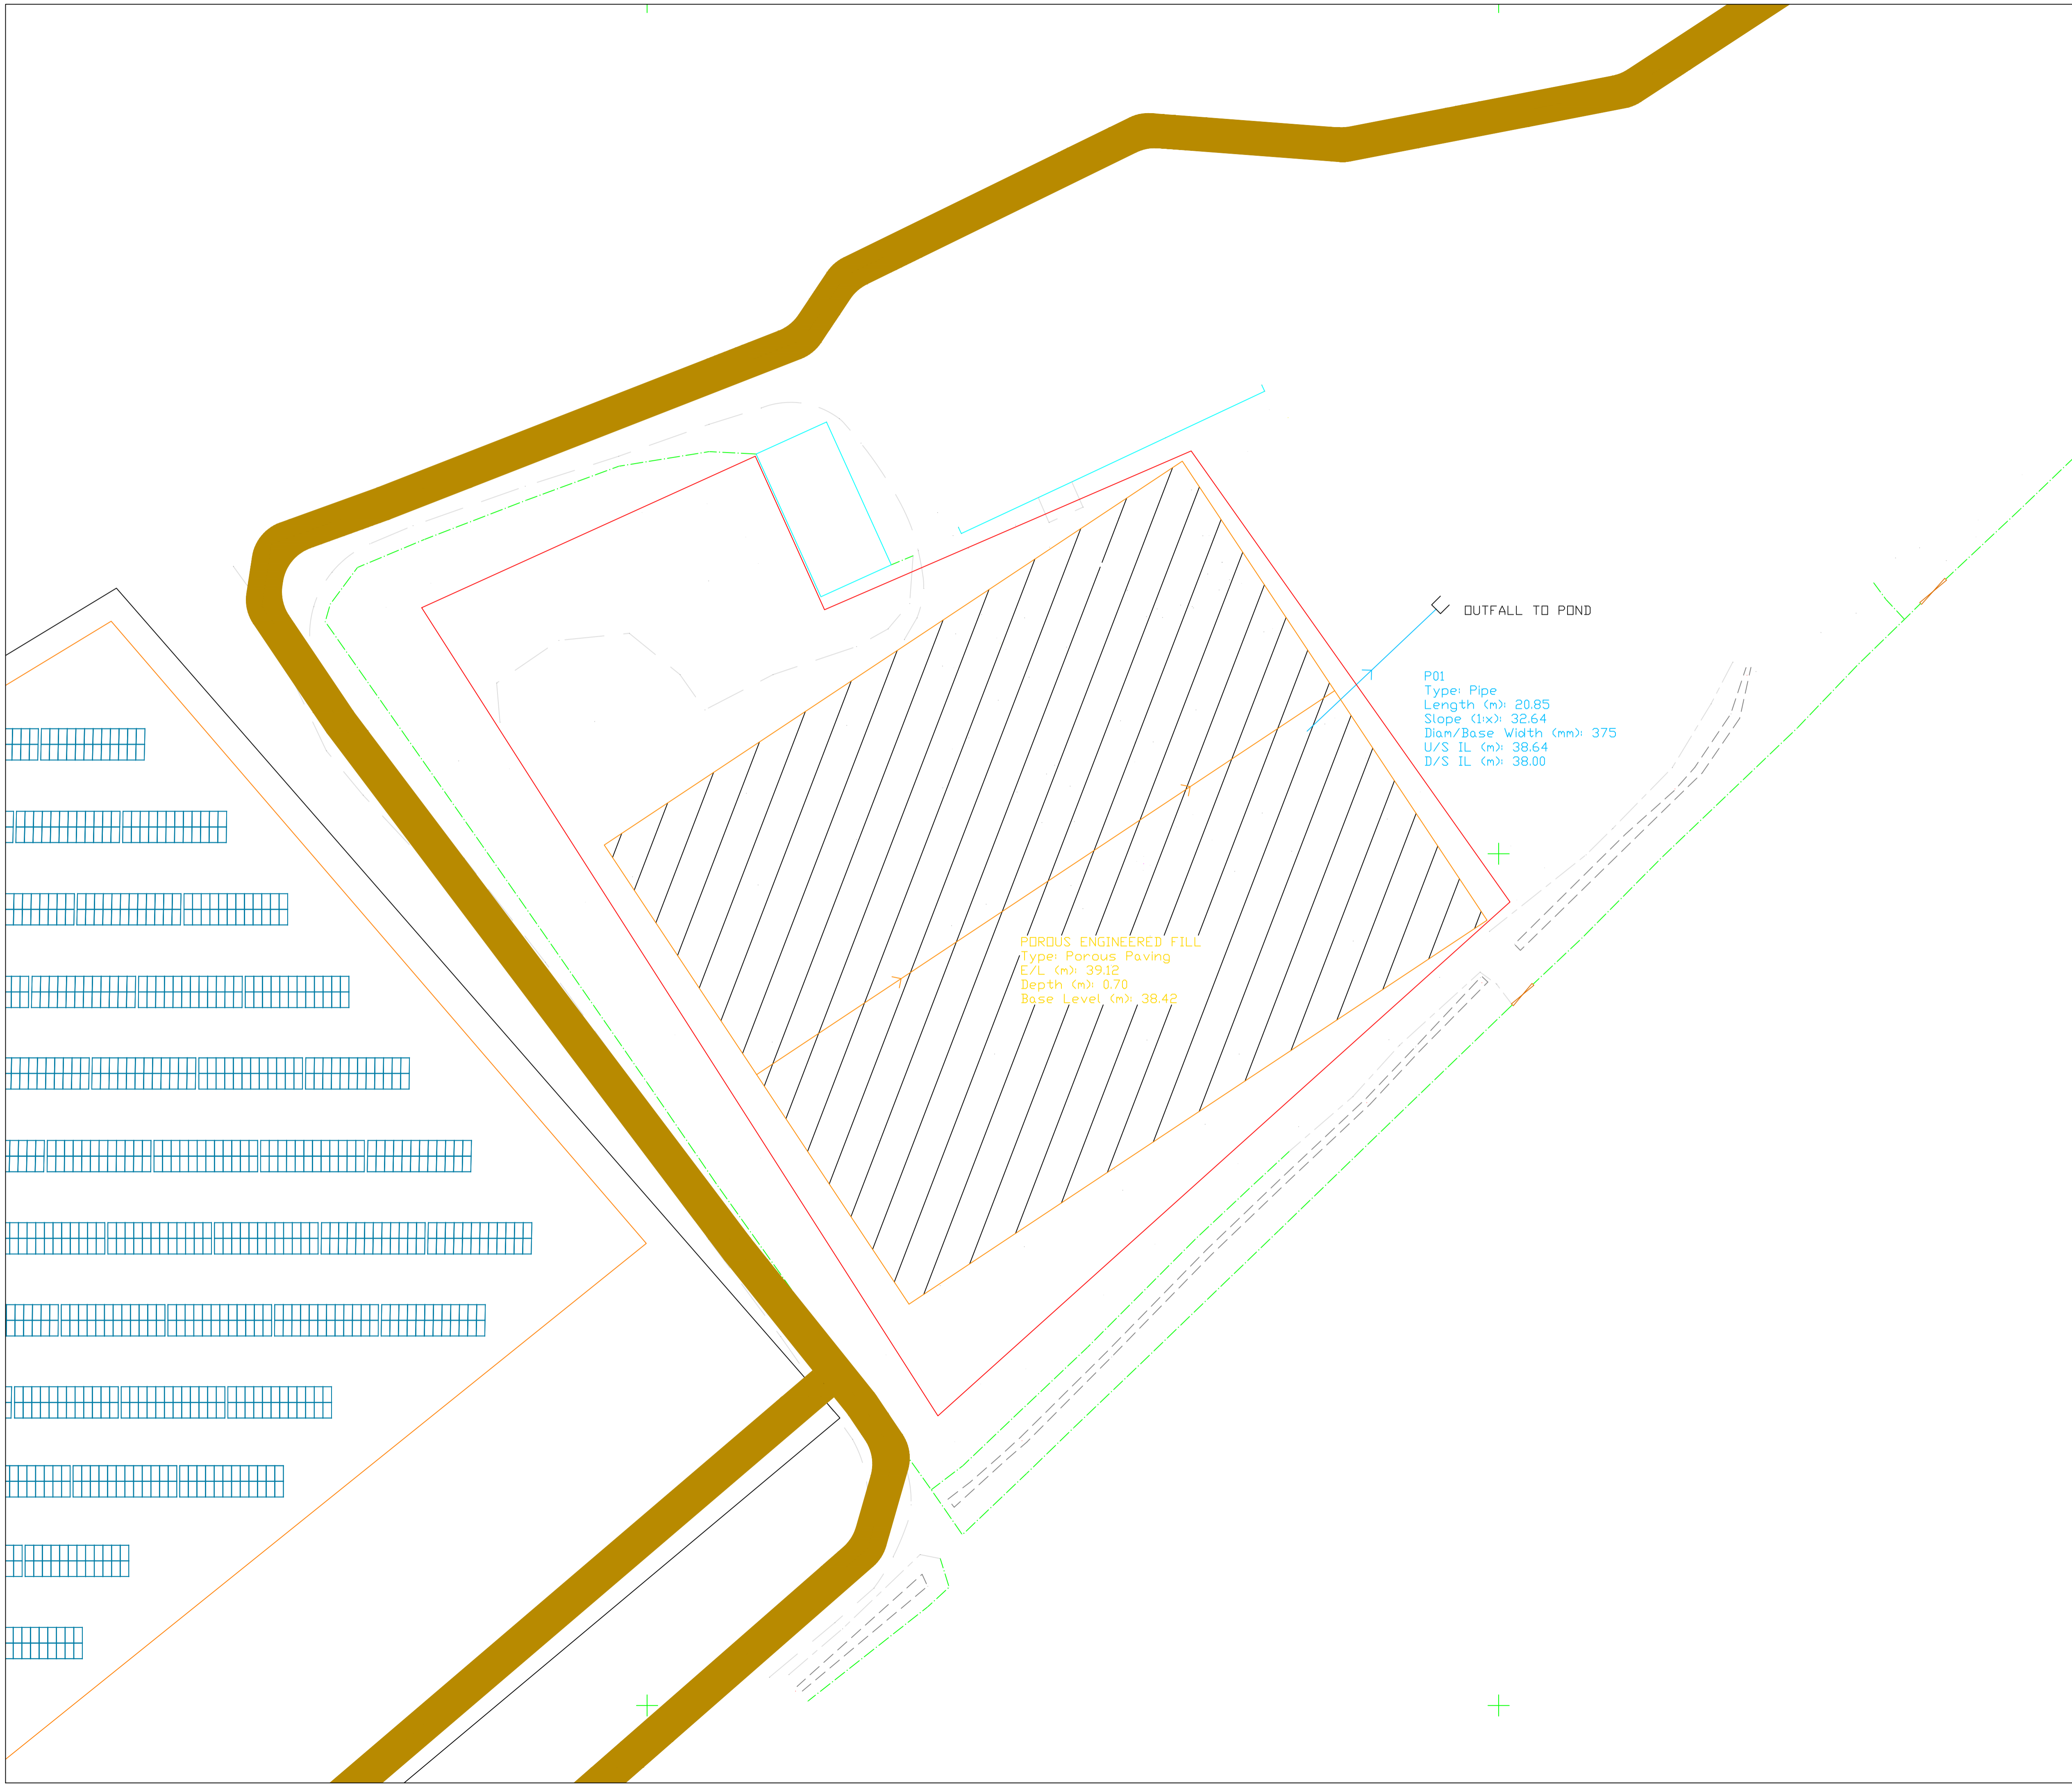 OUTFALL TO POND
P01
Type: Pipe
Length (m): 20.85
Slope (1:x): 32.64
Diam/Base Width (mm): 375
U/S IL (m): 38.64
D/S IL (m): 38.00
POROUS ENGINEERED FILL
Type: Porous Paving
E/L (m): 39.12
Depth (m): 0.70
Base Level (m): 38.42